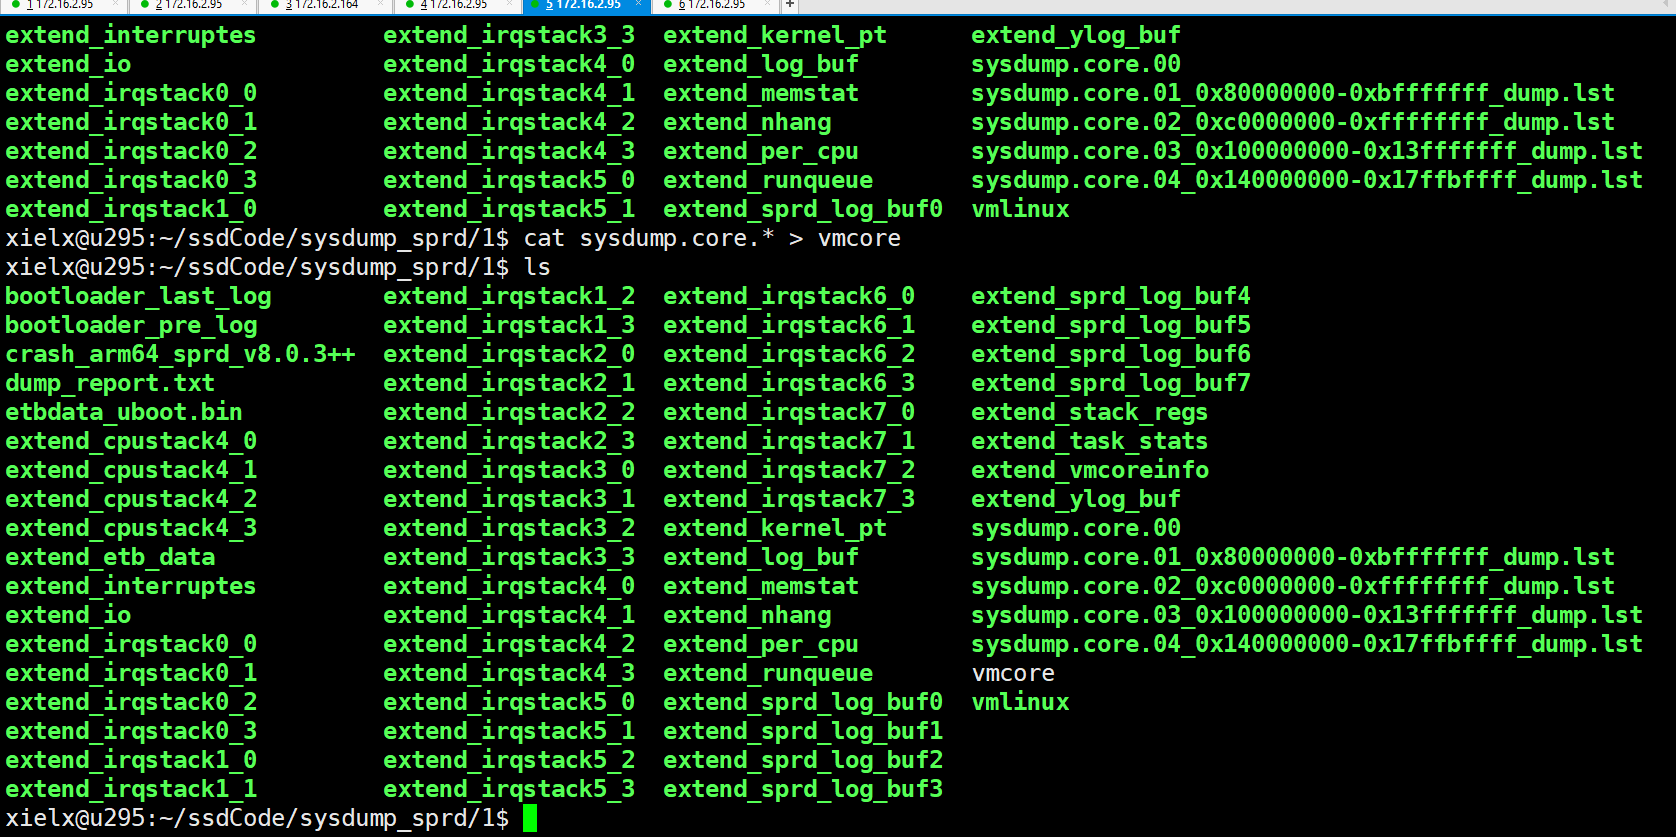 1 172.16.2.95 × 2 172.16.2.95 × 3 172.16.2.164 × 4 172.16.2.95 × 5 172.16.2.95 × 6 172.16.2.95 × +
extend_interruptes extend_irqstack3_3 extend_kernel_pt extend_ylog_buf
extend_io extend_irqstack4_0 extend_log_buf sysdump.core.00
extend_irqstack0_0 extend_irqstack4_1 extend_memstat sysdump.core.01_0x80000000-0xbfffffff_dump.lst
extend_irqstack0_1 extend_irqstack4_2 extend_nhang sysdump.core.02_0xc0000000-0xffffffff_dump.lst
extend_irqstack0_2 extend_irqstack4_3 extend_per_cpu sysdump.core.03_0x100000000-0x13fffffff_dump.lst
extend_irqstack0_3 extend_irqstack5_0 extend_runqueue sysdump.core.04_0x140000000-0x17ffbffff_dump.lst
extend_irqstack1_0 extend_irqstack5_1 extend_sprd_log_buf0 vmlinux
xielx@u295:~/ssdCode/sysdump_sprd/1$ cat sysdump.core.* > vmcore
xielx@u295:~/ssdCode/sysdump_sprd/1$ ls
bootloader_last_log extend_irqstack1_2 extend_irqstack6_0 extend_sprd_log_buf4
bootloader_pre_log extend_irqstack1_3 extend_irqstack6_1 extend_sprd_log_buf5
crash_arm64_sprd_v8.0.3++ extend_irqstack2_0 extend_irqstack6_2 extend_sprd_log_buf6
dump_report.txt extend_irqstack2_1 extend_irqstack6_3 extend_sprd_log_buf7
etbdata_uboot.bin extend_irqstack2_2 extend_irqstack7_0 extend_stack_regs
extend_cpustack4_0 extend_irqstack2_3 extend_irqstack7_1 extend_task_stats
extend_cpustack4_1 extend_irqstack3_0 extend_irqstack7_2 extend_vmcoreinfo
extend_cpustack4_2 extend_irqstack3_1 extend_irqstack7_3 extend_ylog_buf
extend_cpustack4_3 extend_irqstack3_2 extend_kernel_pt sysdump.core.00
extend_etb_data extend_irqstack3_3 extend_log_buf sysdump.core.01_0x80000000-0xbfffffff_dump.lst
extend_interruptes extend_irqstack4_0 extend_memstat sysdump.core.02_0xc0000000-0xffffffff_dump.lst
extend_io extend_irqstack4_1 extend_nhang sysdump.core.03_0x100000000-0x13fffffff_dump.lst
extend_irqstack0_0 extend_irqstack4_2 extend_per_cpu sysdump.core.04_0x140000000-0x17ffbffff_dump.lst
extend_irqstack0_1 extend_irqstack4_3 extend_runqueue vmcore
extend_irqstack0_2 extend_irqstack5_0 extend_sprd_log_buf0 vmlinux
extend_irqstack0_3 extend_irqstack5_1 extend_sprd_log_buf1
extend_irqstack1_0 extend_irqstack5_2 extend_sprd_log_buf2
extend_irqstack1_1 extend_irqstack5_3 extend_sprd_log_buf3
xielx@u295:~/ssdCode/sysdump_sprd/1$